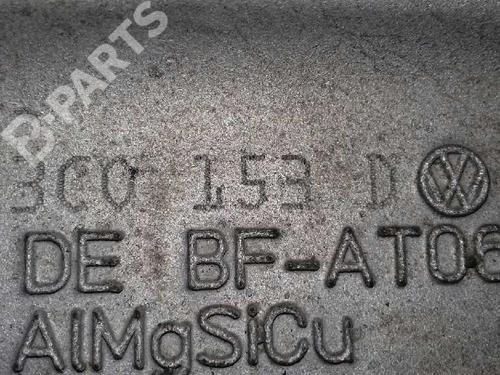 B-PARTS
3C0 153 D
DE BF-AT06
AlMgSiCu